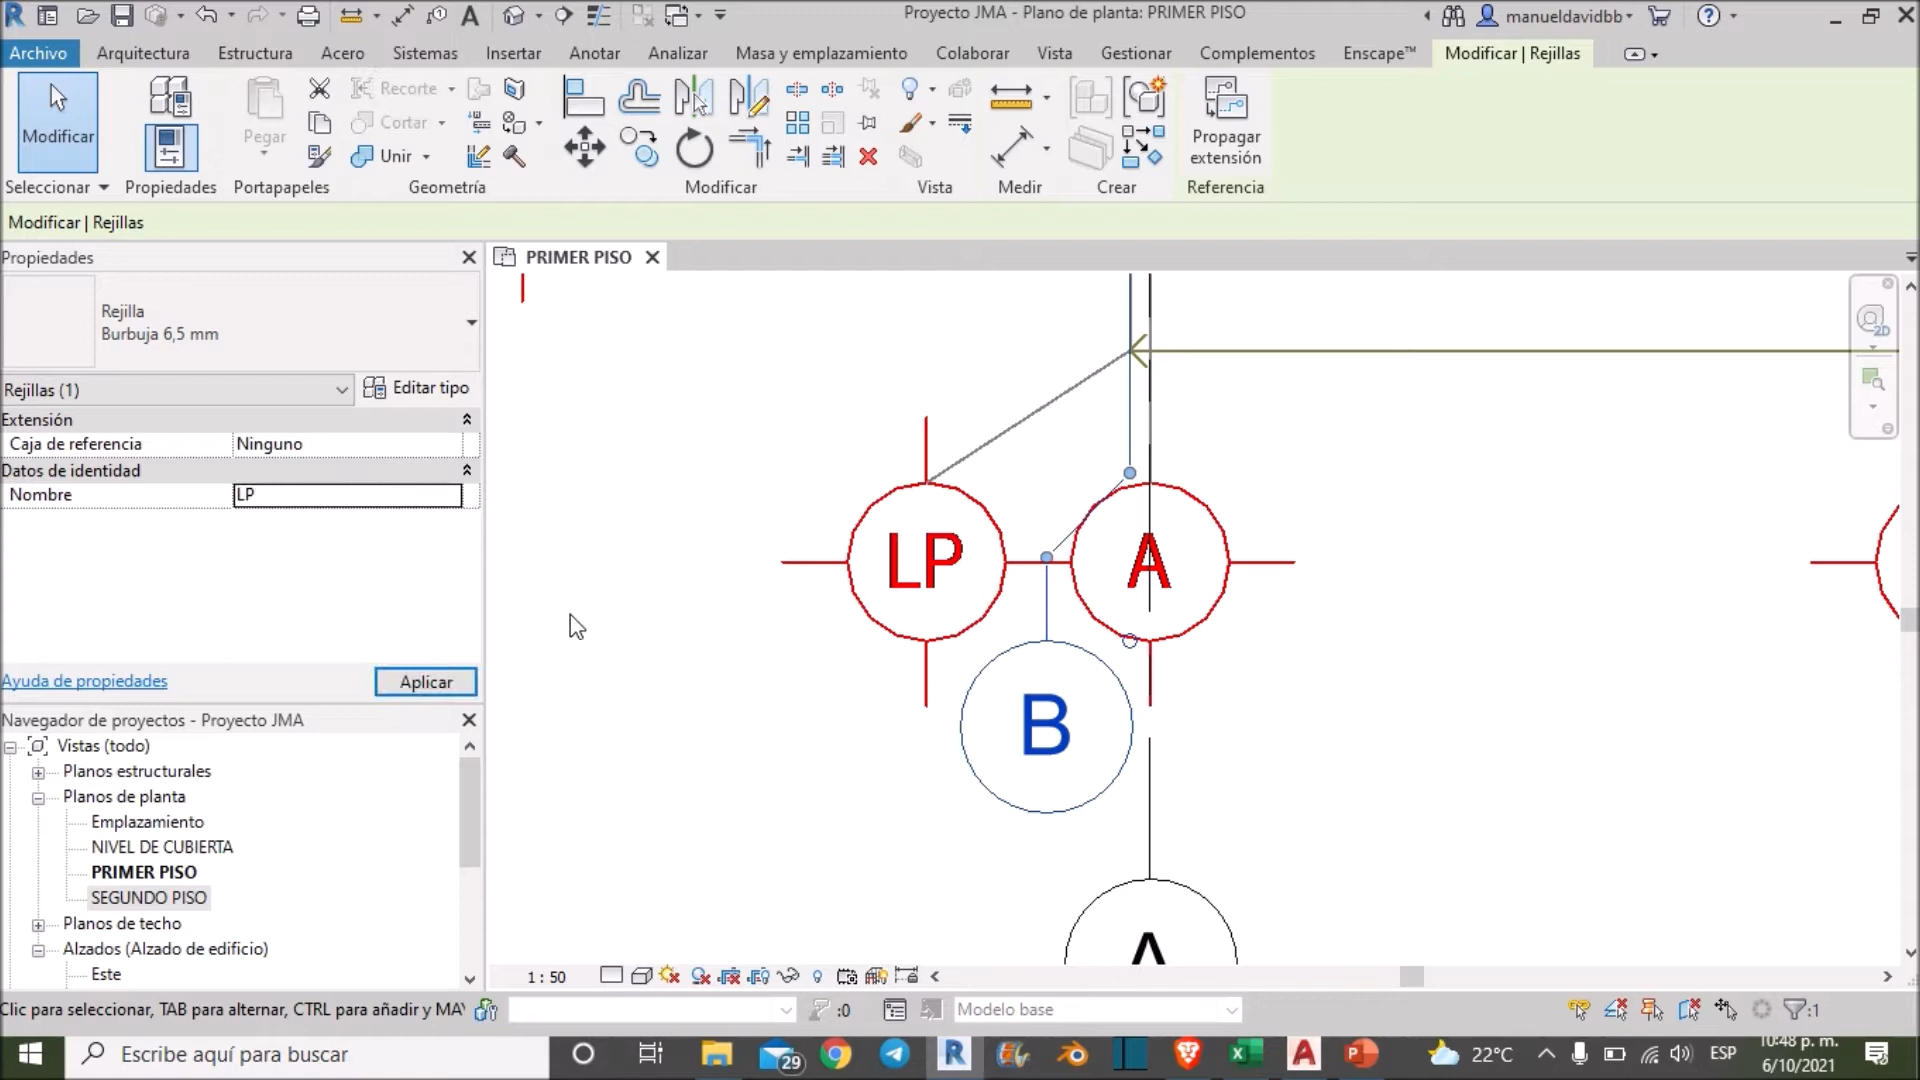 Proyecto JMA - Plano de planta: PRIMER PISO
manueldavidbb
Archivo
Arquitectura
Estructura
Acero
Sistemas
Insertar
Anotar
Analizar
Masa y emplazamiento
Colaborar
Vista
Gestionar
Complementos
Enscape™
Modificar | Rejillas
Modificar
Pegar
Recorte
Cortar
Unir
Propagar
extensión
Seleccionar
Propiedades
Portapapeles
Geometría
Modificar
Vista
Medir
Crear
Referencia
Modificar | Rejillas
Propiedades
Rejilla
Burbuja 6,5 mm
Rejillas (1)
Editar tipo
Extensión
Caja de referencia
Ninguno
Datos de identidad
Nombre
LP
Ayuda de propiedades
Aplicar
Navegador de proyectos - Proyecto JMA
Vistas (todo)
Planos estructurales
Planos de planta
Emplazamiento
NIVEL DE CUBIERTA
PRIMER PISO
SEGUNDO PISO
Planos de techo
Alzados (Alzado de edificio)
Este
PRIMER PISO
2D
LP
A
B
A
1 : 50
Clic para seleccionar, TAB para alternar, CTRL para añadir y MA
:0
Modelo base
:1
Escribe aquí para buscar
29
22°C
ESP
10:48 p. m.
6/10/2021